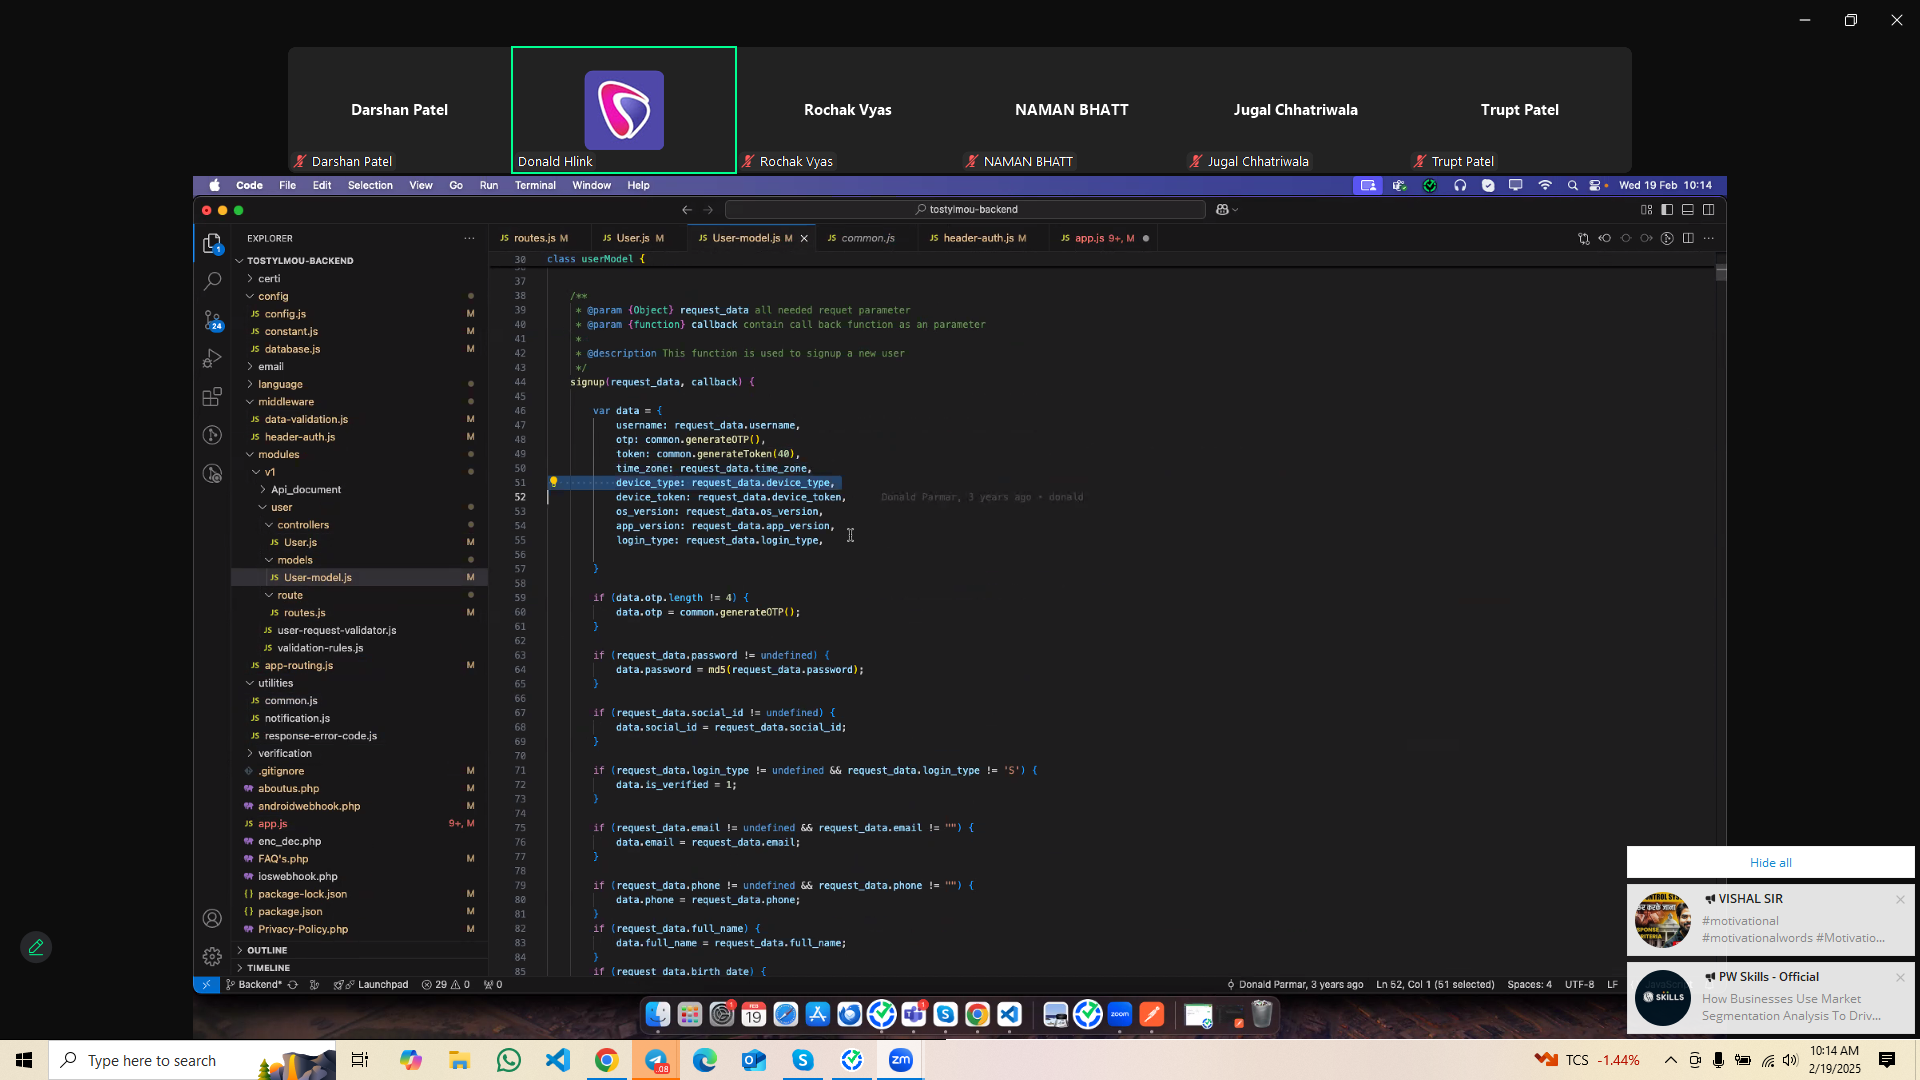 Darshan Patel
Rochak Vyas
NAMAN BHATT
Jugal Chhatriwala
Trupt Patel
Darshan Patel
Donald Hlink
Rochak Vyas
NAMAN BHATT
Jugal Chhatriwala
Trupt Patel
Code File Edit Selection View Go Run Terminal Window Help
Wed 19 Feb 10:14
tostylmou-backend
EXPLORER
routes.js M
User.js M
User-model.js M
common.js
header-auth.js M
app.js 9+, M
TOSTYLMOU-BACKEND
certi
config
config.js M
constant.js M
database.js M
email
language
middleware
data-validation.js M
header-auth.js M
modules
v1
Api_document
user
controllers
User.js M
models
User-model.js M
route
routes.js M
user-request-validator.js
validation-rules.js
app-routing.js M
utilities
common.js
notification.js
response-error-code.js
verification
.gitignore M
aboutus.php M
androidwebhook.php M
app.js 9+, M
enc_dec.php
FAQ's.php M
ioswebhook.php
package-lock.json M
package.json M
Privacy-Policy.php M
OUTLINE
TIMELINE
30 class userModel {
37
38 /**
39 * @param {Object} request_data all needed requet parameter
40 * @param {function} callback contain call back function as an parameter
41 *
42 * @description This function is used to signup a new user
43 */
44 signup(request_data, callback) {
45
46 var data = {
47 username: request_data.username,
48 otp: common.generateOTP(),
49 token: common.generateToken(40),
50 time_zone: request_data.time_zone,
51 device_type: request_data.device_type,
52 device_token: request_data.device_token, Donald Parmar, 3 years ago • donald
53 os_version: request_data.os_version,
54 app_version: request_data.app_version,
55 login_type: request_data.login_type,
56
57 }
58
59 if (data.otp.length != 4) {
60 data.otp = common.generateOTP();
61 }
62
63 if (request_data.password != undefined) {
64 data.password = md5(request_data.password);
65 }
66
67 if (request_data.social_id != undefined) {
68 data.social_id = request_data.social_id;
69 }
70
71 if (request_data.login_type != undefined && request_data.login_type != 'S') {
72 data.is_verified = 1;
73 }
74
75 if (request_data.email != undefined && request_data.email != "") {
76 data.email = request_data.email;
77 }
78
79 if (request_data.phone != undefined && request_data.phone != "") {
80 data.phone = request_data.phone;
81 }
82 if (request_data.full_name) {
83 data.full_name = request_data.full_name;
84 }
85 if (request_data.birth_date) {
Backend* Launchpad 29 0 0
Donald Parmar, 3 years ago Ln 52, Col 1 (51 selected) Spaces: 4 UTF-8 LF
Hide all
VISHAL SIR
#motivational
#motivationalwords #Motivatio...
PW Skills - Official
How Businesses Use Market
Segmentation Analysis To Driv...
SKILLS
FEB
19
zoom
Type here to search
zm
TCS -1.44%
10:14 AM
2/19/2025